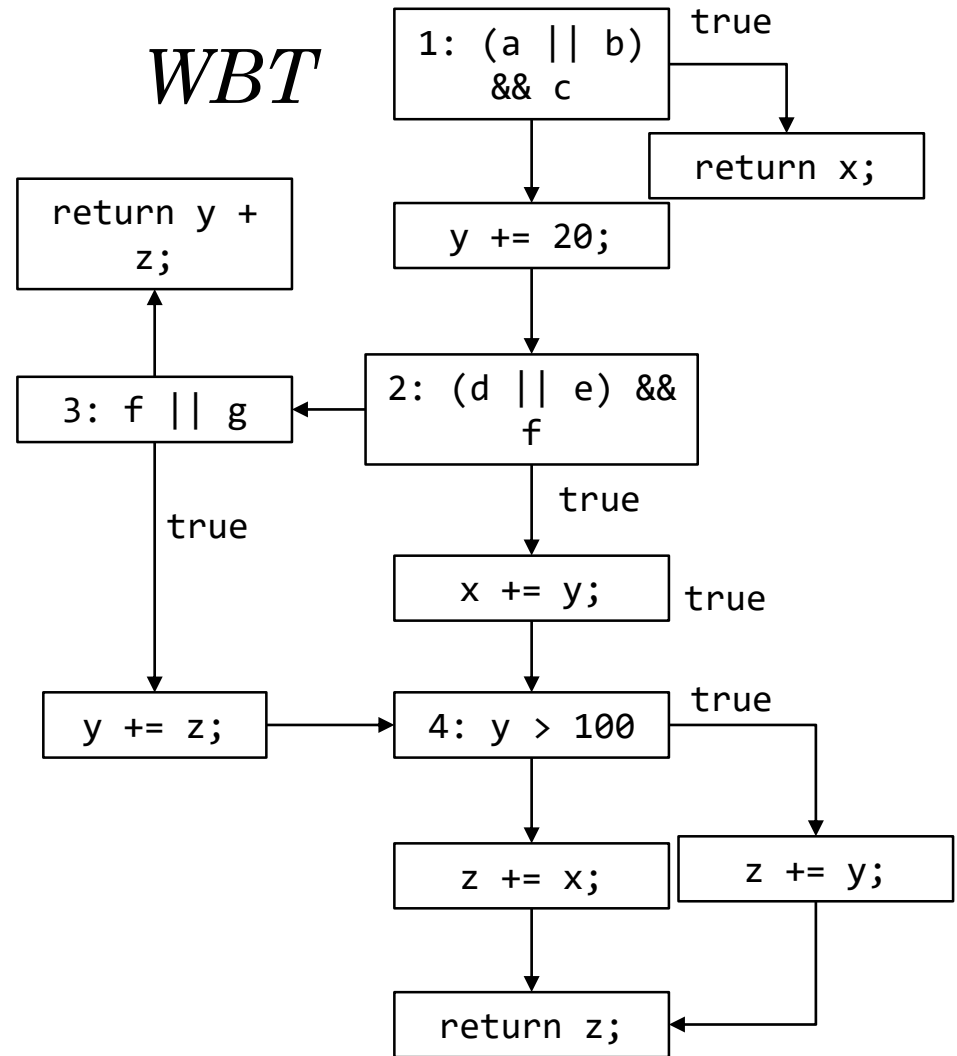 WBT
1: (a || b)
&& c
true
return x;
return y +
z;
y += 20;
3: f || g
2: (d || e) &&
f
true
true
x += y;
true
y += z;
4: y > 100
true
z += x;
z += y;
return z;